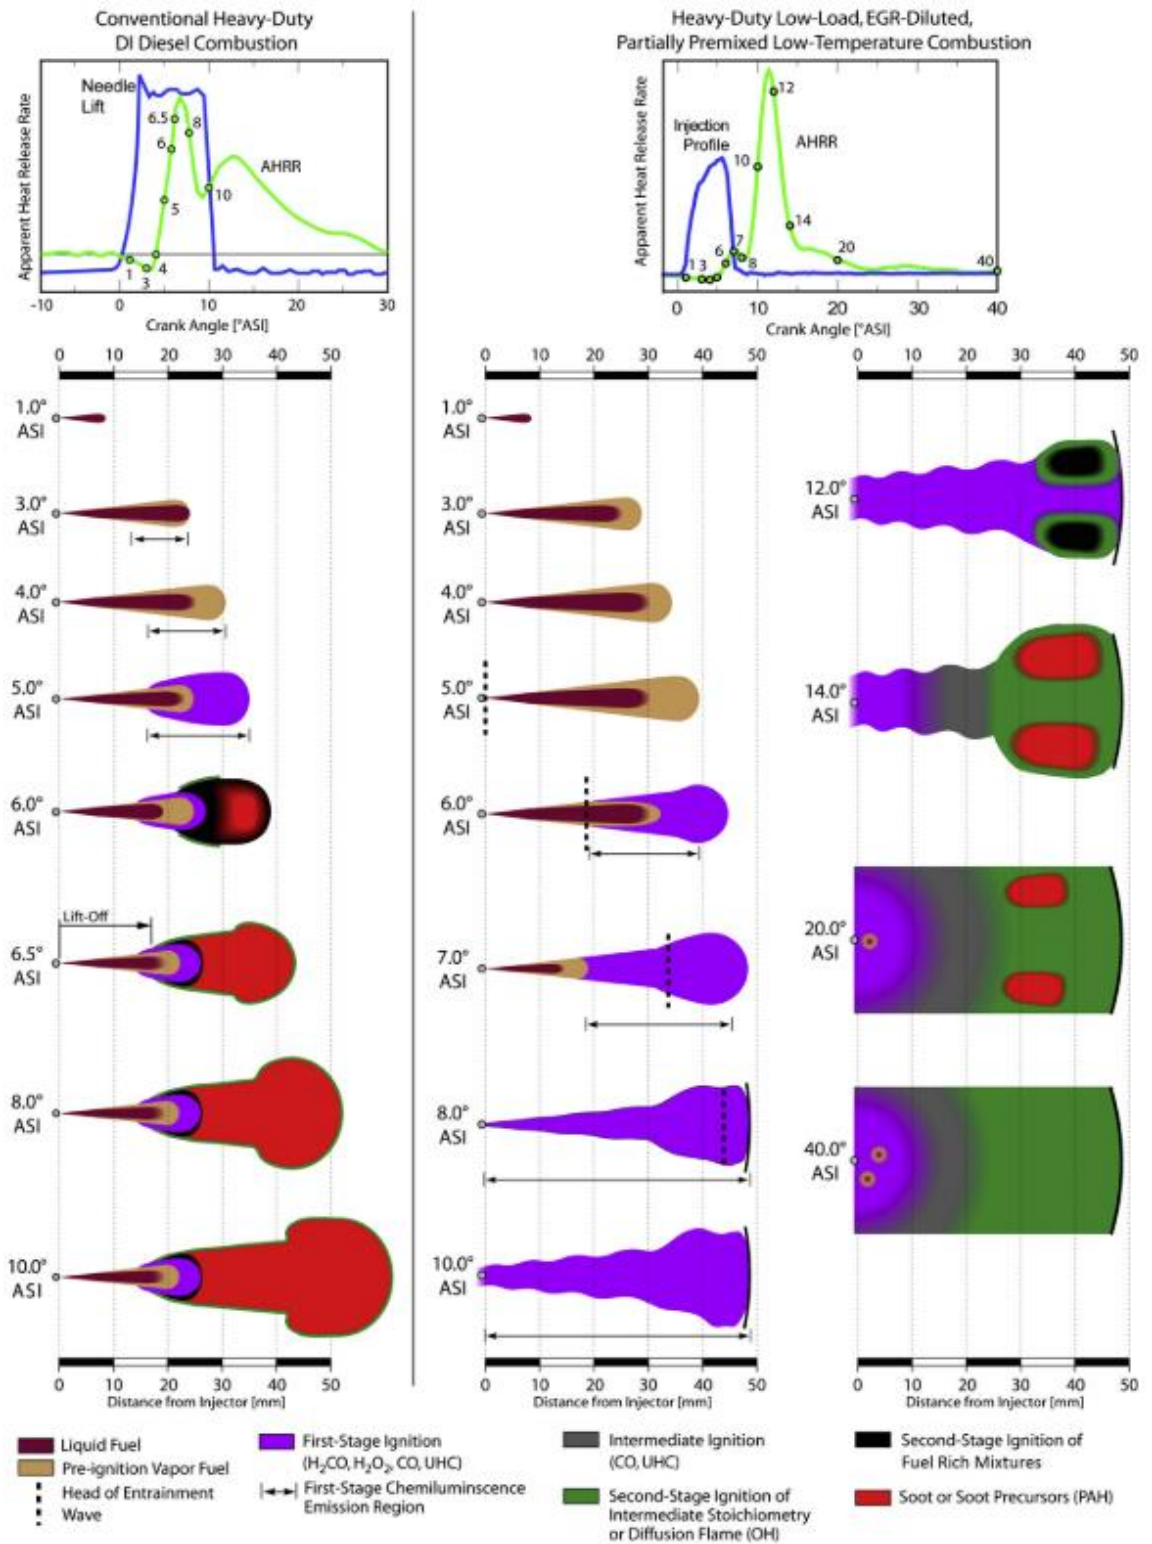 Conventional Heavy-Duty
DI Diesel Combustion
Heavy-Duty Low-Load, EGR-Diluted,
Partially Premixed Low-Temperature Combustion
Apparent Heat Release Rate
Needle
Lift
6.5
8
6
5
10
AHRR
1
3
4
-10 0 10 20 30
Crank Angle [°ASI]
Apparent Heat Release Rate
Injection
Profile
12
AHRR
10
14
20
40
1 3
6
7
8
0 10 20 30 40
Crank Angle [°ASI]
0 10 20 30 40 50
0 10 20 30 40 50
0 10 20 30 40 50
1.0°
ASI
3.0°
ASI
4.0°
ASI
5.0°
ASI
6.0°
ASI
Lift-Off
6.5°
ASI
8.0°
ASI
10.0°
ASI
0 10 20 30 40 50
Distance from Injector [mm]
1.0°
ASI
3.0°
ASI
4.0°
ASI
5.0°
ASI
6.0°
ASI
7.0°
ASI
8.0°
ASI
10.0°
ASI
0 10 20 30 40 50
Distance from Injector [mm]
12.0°
ASI
14.0°
ASI
20.0°
ASI
40.0°
ASI
0 10 20 30 40 50
Distance from Injector [mm]
Liquid Fuel
Pre-ignition Vapor Fuel
Head of Entrainment
Wave
First-Stage Ignition
(H₂CO, H₂O₂, CO, UHC)
First-Stage Chemiluminscence
Emission Region
Intermediate Ignition
(CO, UHC)
Second-Stage Ignition of
Intermediate Stoichiometry
or Diffusion Flame (OH)
Second-Stage Ignition of
Fuel Rich Mixtures
Soot or Soot Precursors (PAH)